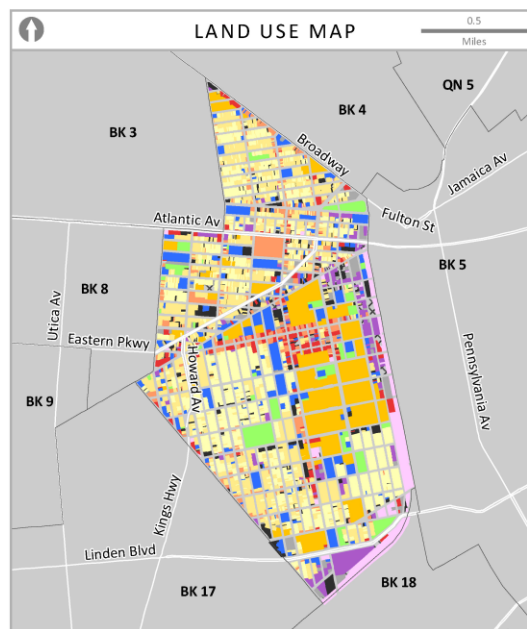 LAND USE MAP
0.5
Miles
QN 5
BK 4
BK 3
Broadway
Jamaica Av
Fulton St
Atlantic Av
BK 5
BK 8
Utica Av
Eastern Pkwy
Howard Av
Pennsylvania Av
BK 9
Kings Hwy
Linden Blvd
BK 18
BK 17